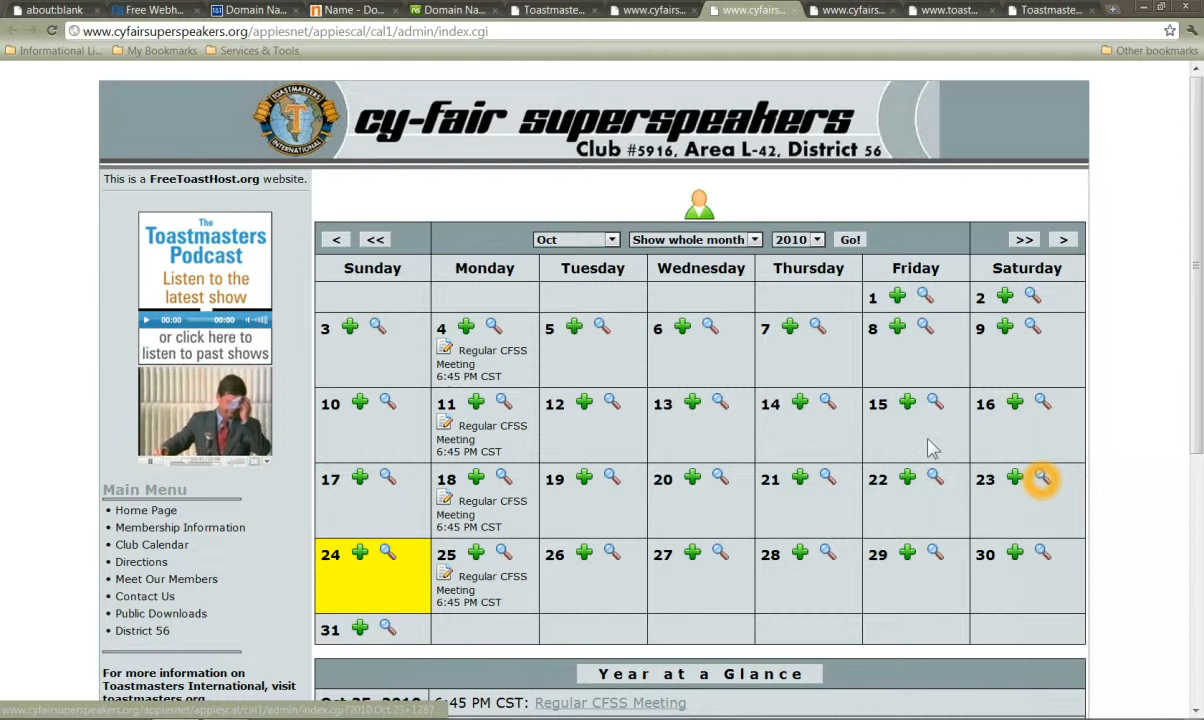 about:blank
Free Webh...
Domain Na...
Name - Do...
Domain Na...
Toastmaste...
www.cyfairs...
www.cyfairs...
www.cyfairs...
www.toast...
Toastmaste...
www.cyfairsuperspeakers.org/appiesnet/appiescal/cal1/admin/index.cgi
Informational Li...
My Bookmarks
Services & Tools
Other bookmarks
TOASTMASTERS
INTERNATIONAL
cy-fair superspeakers
Club #5916, Area L-42, District 56
This is a FreeToastHost.org website.
The
Toastmasters
Podcast
Listen to the
latest show
00:00 00:00
or click here to
listen to past shows
Main Menu
• Home Page
• Membership Information
• Club Calendar
• Directions
• Meet Our Members
• Contact Us
• Public Downloads
• District 56
For more information on
Toastmasters International, visit
toastmasters.org
< << Oct Show whole month 2010 Go! >> >
Sunday Monday Tuesday Wednesday Thursday Friday Saturday
1 2
3 4 5 6 7 8 9
Regular CFSS
Meeting
6:45 PM CST
10 11 12 13 14 15 16
Regular CFSS
Meeting
6:45 PM CST
17 18 19 20 21 22 23
Regular CFSS
Meeting
6:45 PM CST
24 25 26 27 28 29 30
Regular CFSS
Meeting
6:45 PM CST
31
Year at a Glance
Oct 25, 2010 6:45 PM CST: Regular CFSS Meeting